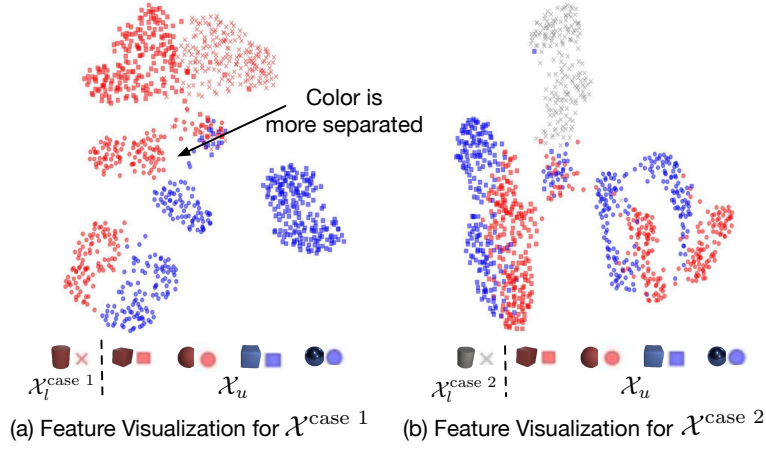 Color is
more separated
𝒳_l^case 1
𝒳_u
𝒳_l^case 2
𝒳_u
(a) Feature Visualization for 𝒳^case 1
(b) Feature Visualization for 𝒳^case 2